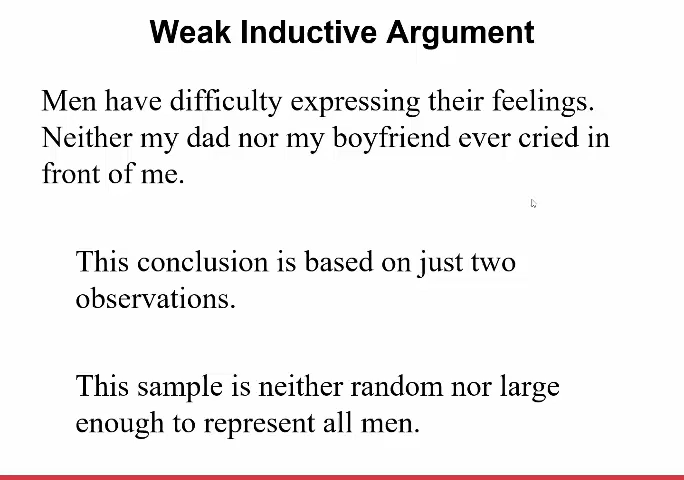 Weak Inductive Argument
Men have difficulty expressing their feelings.
Neither my dad nor my boyfriend ever cried in
front of me.
This conclusion is based on just two
observations.
This sample is neither random nor large
enough to represent all men.